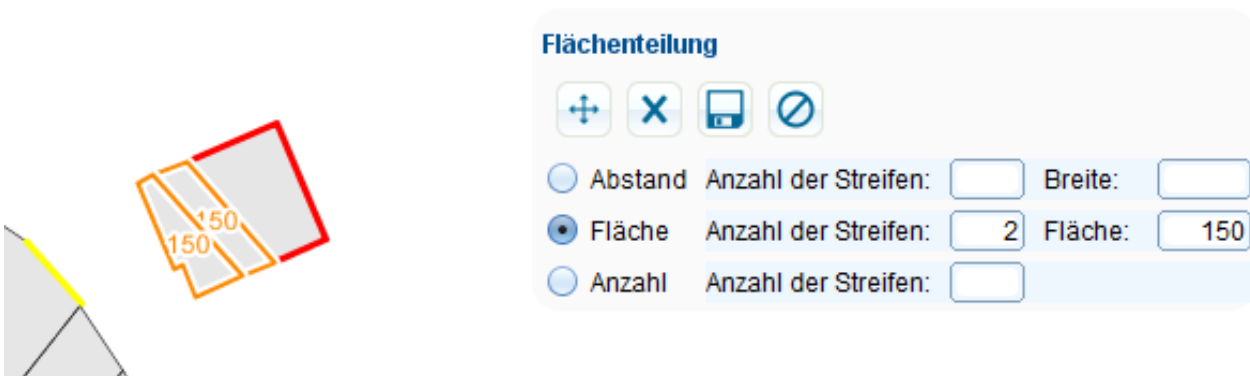 Flächenteilung
Abstand Anzahl der Streifen: Breite:
Fläche Anzahl der Streifen: 2 Fläche: 150
Anzahl Anzahl der Streifen:
150
150